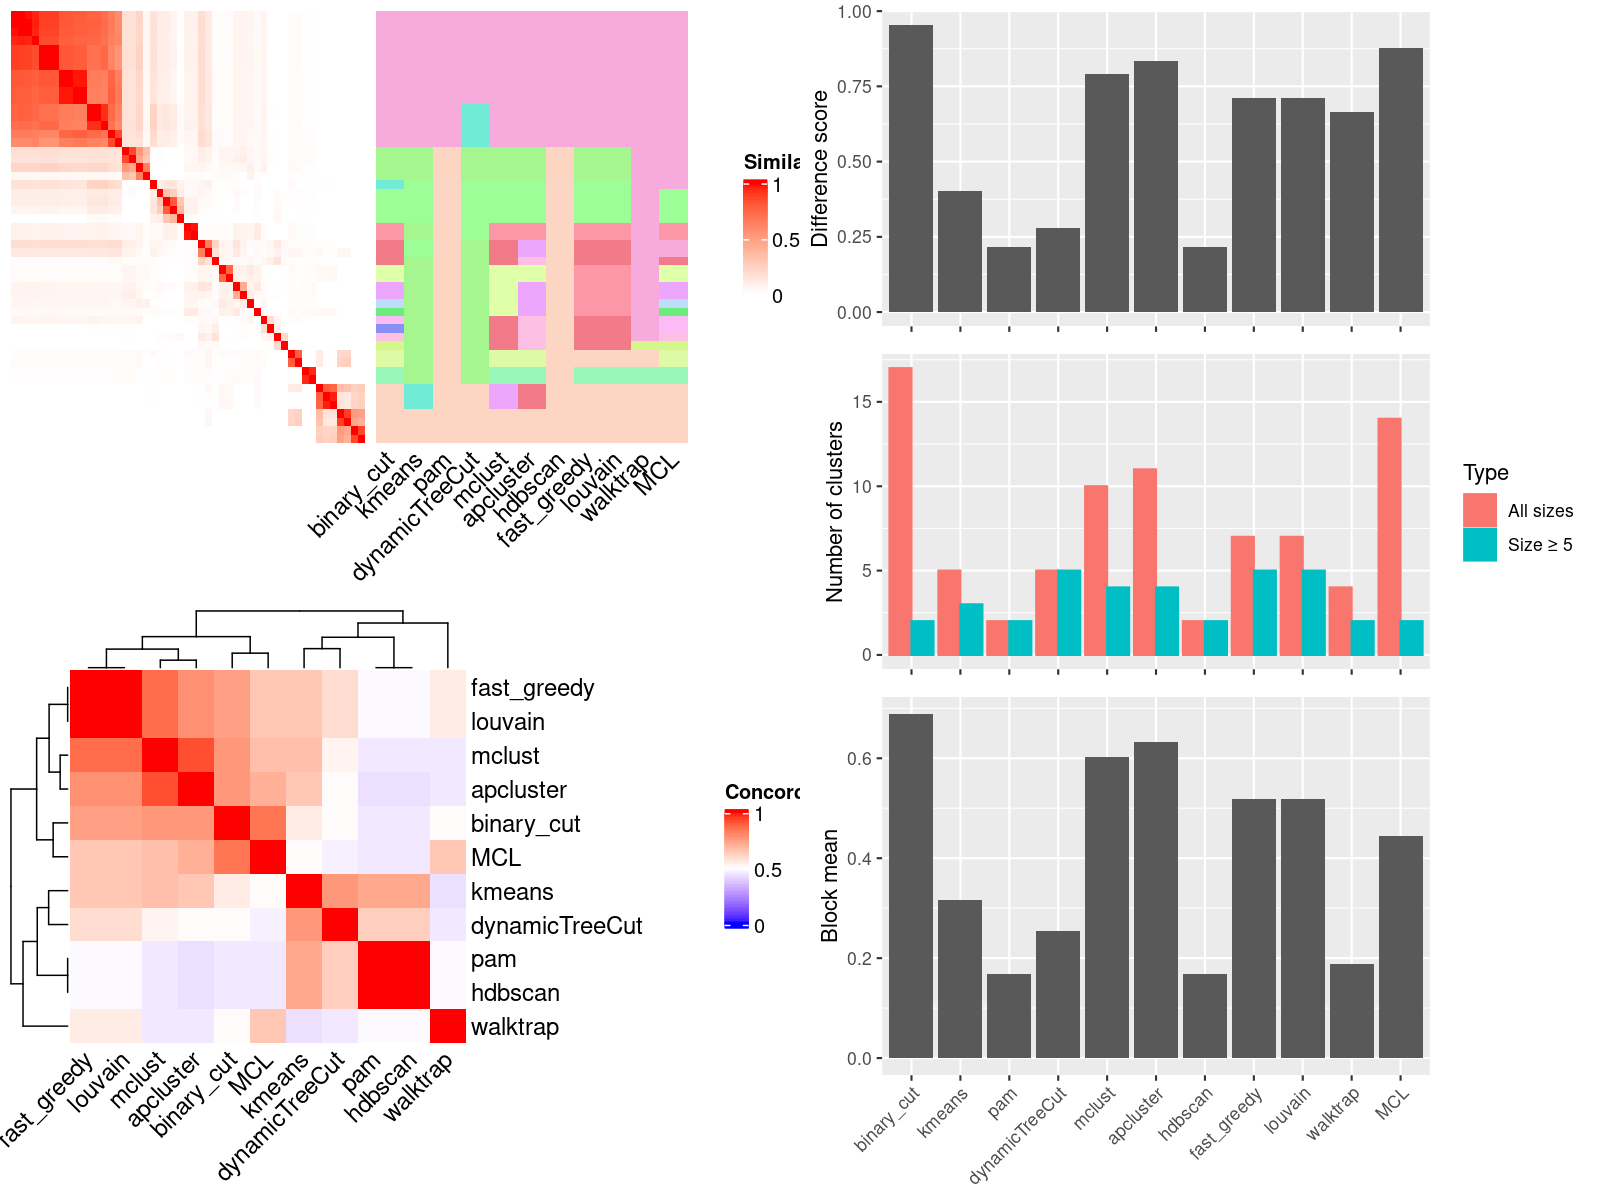 Simila
1
0.5
0
binary_cut
kmeans
pam
dynamicTreeCut
mclust
apcluster
hdbscan
fast_greedy
louvain
walktrap
MCL
fast_greedy
louvain
mclust
apcluster
binary_cut
MCL
kmeans
dynamicTreeCut
pam
hdbscan
walktrap
Concord
1
0.5
0
fast_greedy
louvain
mclust
apcluster
binary_cut
MCL
kmeans
dynamicTreeCut
pam
hdbscan
walktrap
Difference score
1.00
0.75
0.50
0.25
0.00
Number of clusters
15
10
5
0
Type
All sizes
Size ≥ 5
Block mean
0.6
0.4
0.2
0.0
binary_cut
kmeans
pam
dynamicTreeCut
mclust
apcluster
hdbscan
fast_greedy
louvain
walktrap
MCL